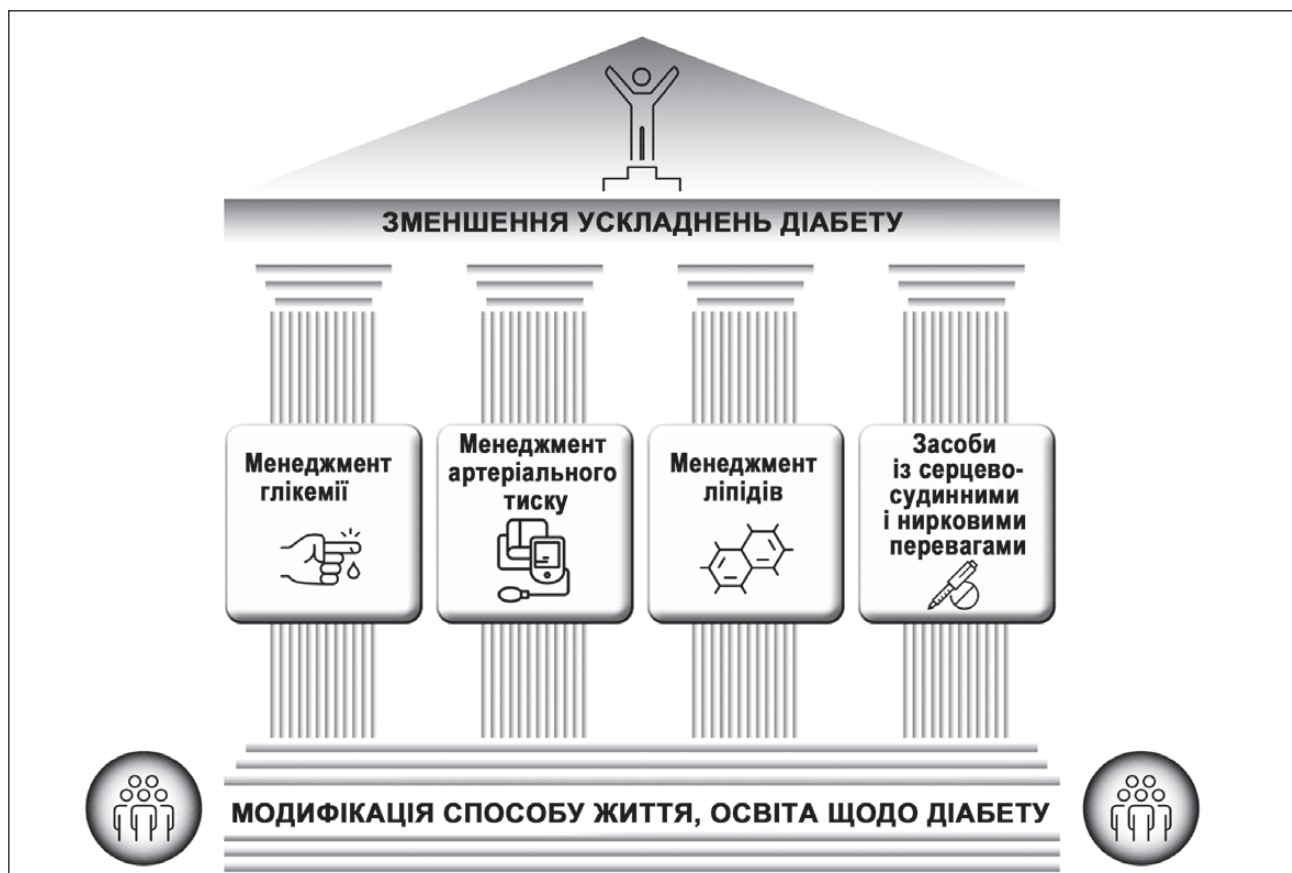 ЗМЕНШЕННЯ УСКЛАДНЕНЬ ДІАБЕТУ
Менеджмент
глікемії
Менеджмент
артеріального
тиску
Менеджмент
ліпідів
Засоби
із серцево-
судинними
і нирковими
перевагами
МОДИФІКАЦІЯ СПОСОБУ ЖИТТЯ, ОСВІТА ЩОДО ДІАБЕТУ